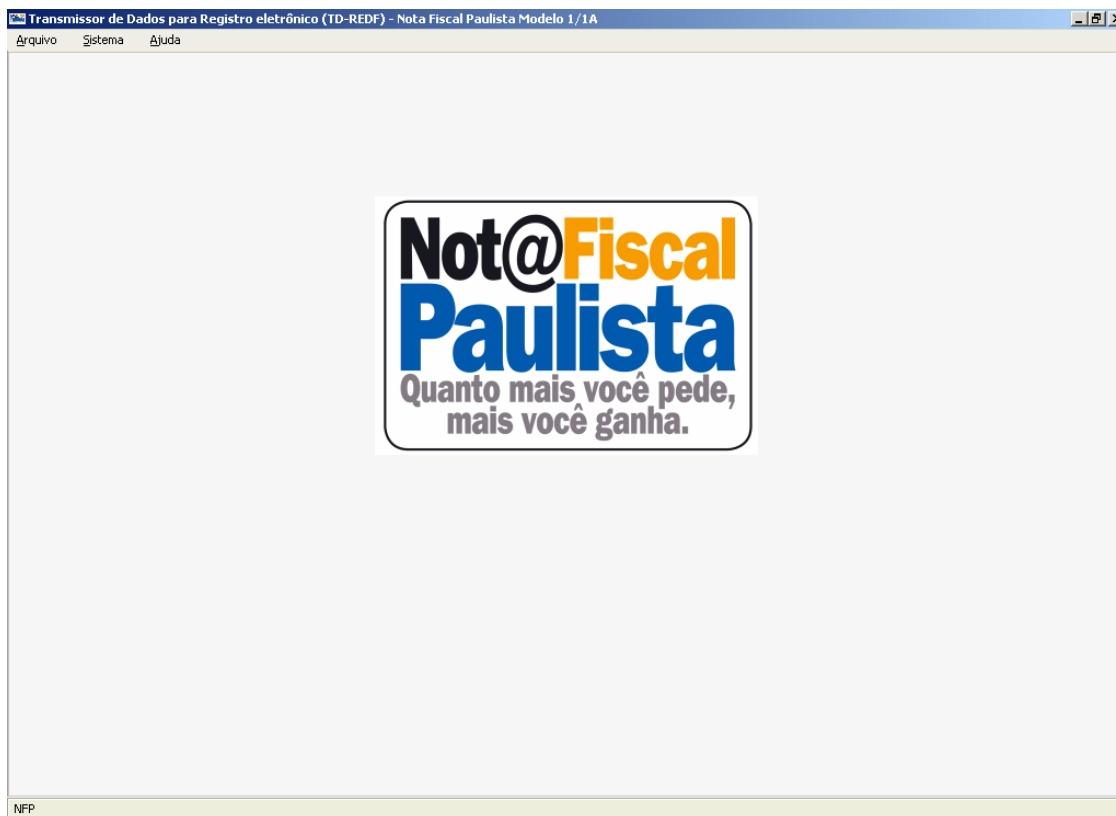 Transmissor de Dados para Registro eletrônico (TD-REDF) - Nota Fiscal Paulista Modelo 1/1A
Arquivo Sistema Ajuda
Not@Fiscal
Paulista
Quanto mais você pede,
mais você ganha.
NFP